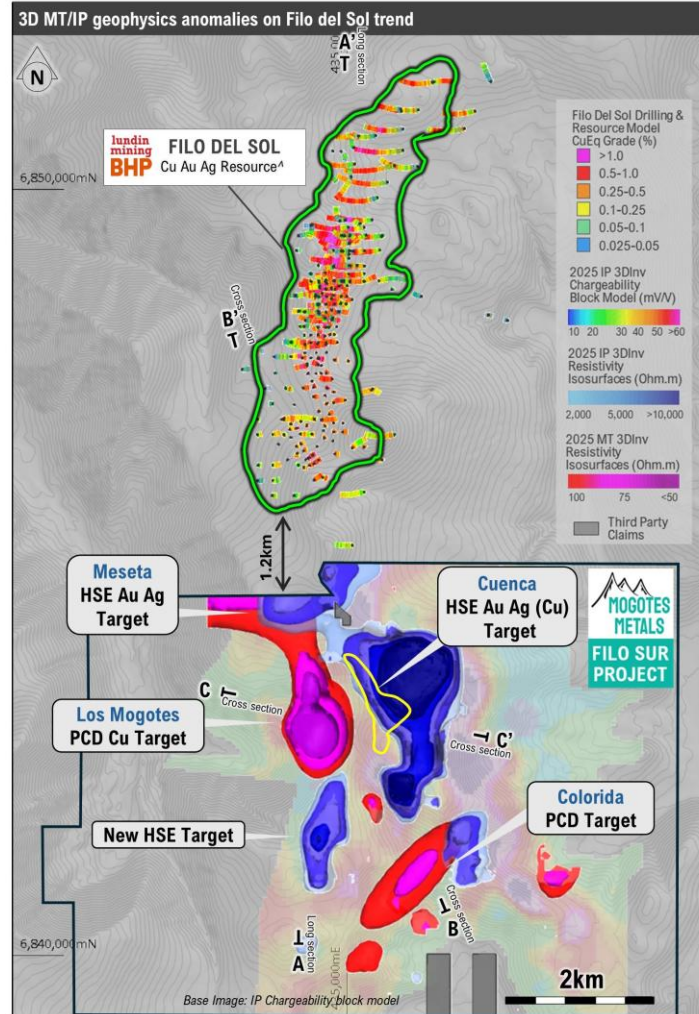 3D MT/IP geophysics anomalies on Filo del Sol trend
N
A'
Long section
lundin
mining
BHP
FILO DEL SOL
Cu Au Ag Resource^
6,850,000mN
Filo Del Sol Drilling &
Resource Model
CuEq Grade (%)
>1.0
0.5-1.0
0.25-0.5
0.1-0.25
0.05-0.1
0.025-0.05
2025 IP 3DInv
Chargeability
Block Model (mV/V)
10 20 30 40 50 >60
2025 IP 3DInv
Resistivity
Isosurfaces (Ohm.m)
2,000 5,000 >10,000
2025 MT 3DInv
Resistivity
Isosurfaces (Ohm.m)
100 75 <50
Third Party
Claims
B'
Cross section
1.2km
Meseta
HSE Au Ag
Target
Cuenca
HSE Au Ag (Cu)
Target
MOGOTES
METALS
FILO SUR
PROJECT
C
Cross section
Los Mogotes
PCD Cu Target
C'
Cross section
New HSE Target
Colorida
PCD Target
Cross section
B
Long section
A
6,840,000mN
2km
Base Image: IP Chargeability block model